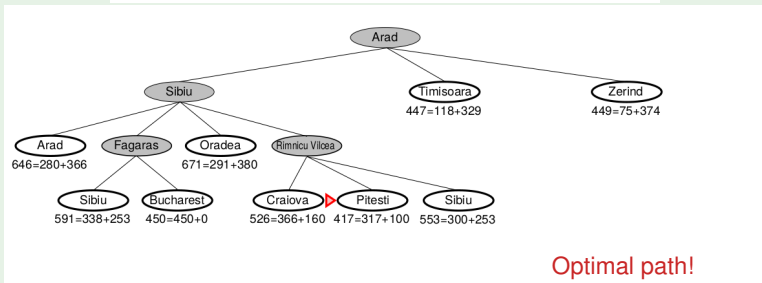 Arad
Sibiu
Timisoara
Zerind
447=118+329
449=75+374
Arad
Fagaras
Oradea
Rimnicu Vilcea
646=280+366
671=291+380
Sibiu
Bucharest
Craiova
Pitesti
Sibiu
591=338+253
450=450+0
526=366+160
417=317+100
553=300+253
Optimal path!